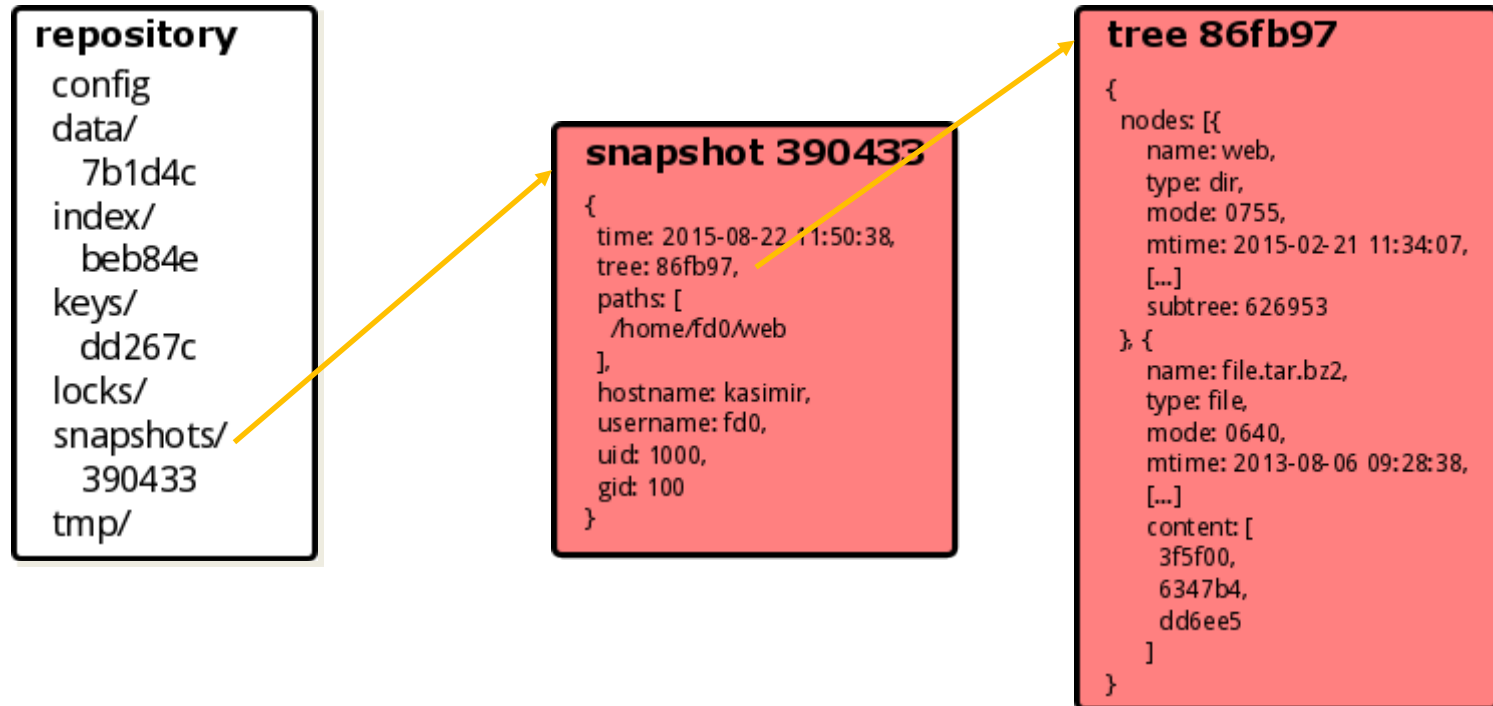 repository
config
data/
7b1d4c
index/
beb84e
keys/
dd267c
locks/
snapshots/
390433
tmp/
snapshot 390433
{
time: 2015-08-22 11:50:38,
tree: 86fb97,
paths: [
/home/fd0/web
],
hostname: kasimir,
username: fd0,
uid: 1000,
gid: 100
}
tree 86fb97
{
nodes: [{
name: web,
type: dir,
mode: 0755,
mtime: 2015-02-21 11:34:07,
[...]
subtree: 626953
}, {
name: file.tar.bz2,
type: file,
mode: 0640,
mtime: 2013-08-06 09:28:38,
[...]
content: [
3f5f00,
6347b4,
dd6ee5
]
}